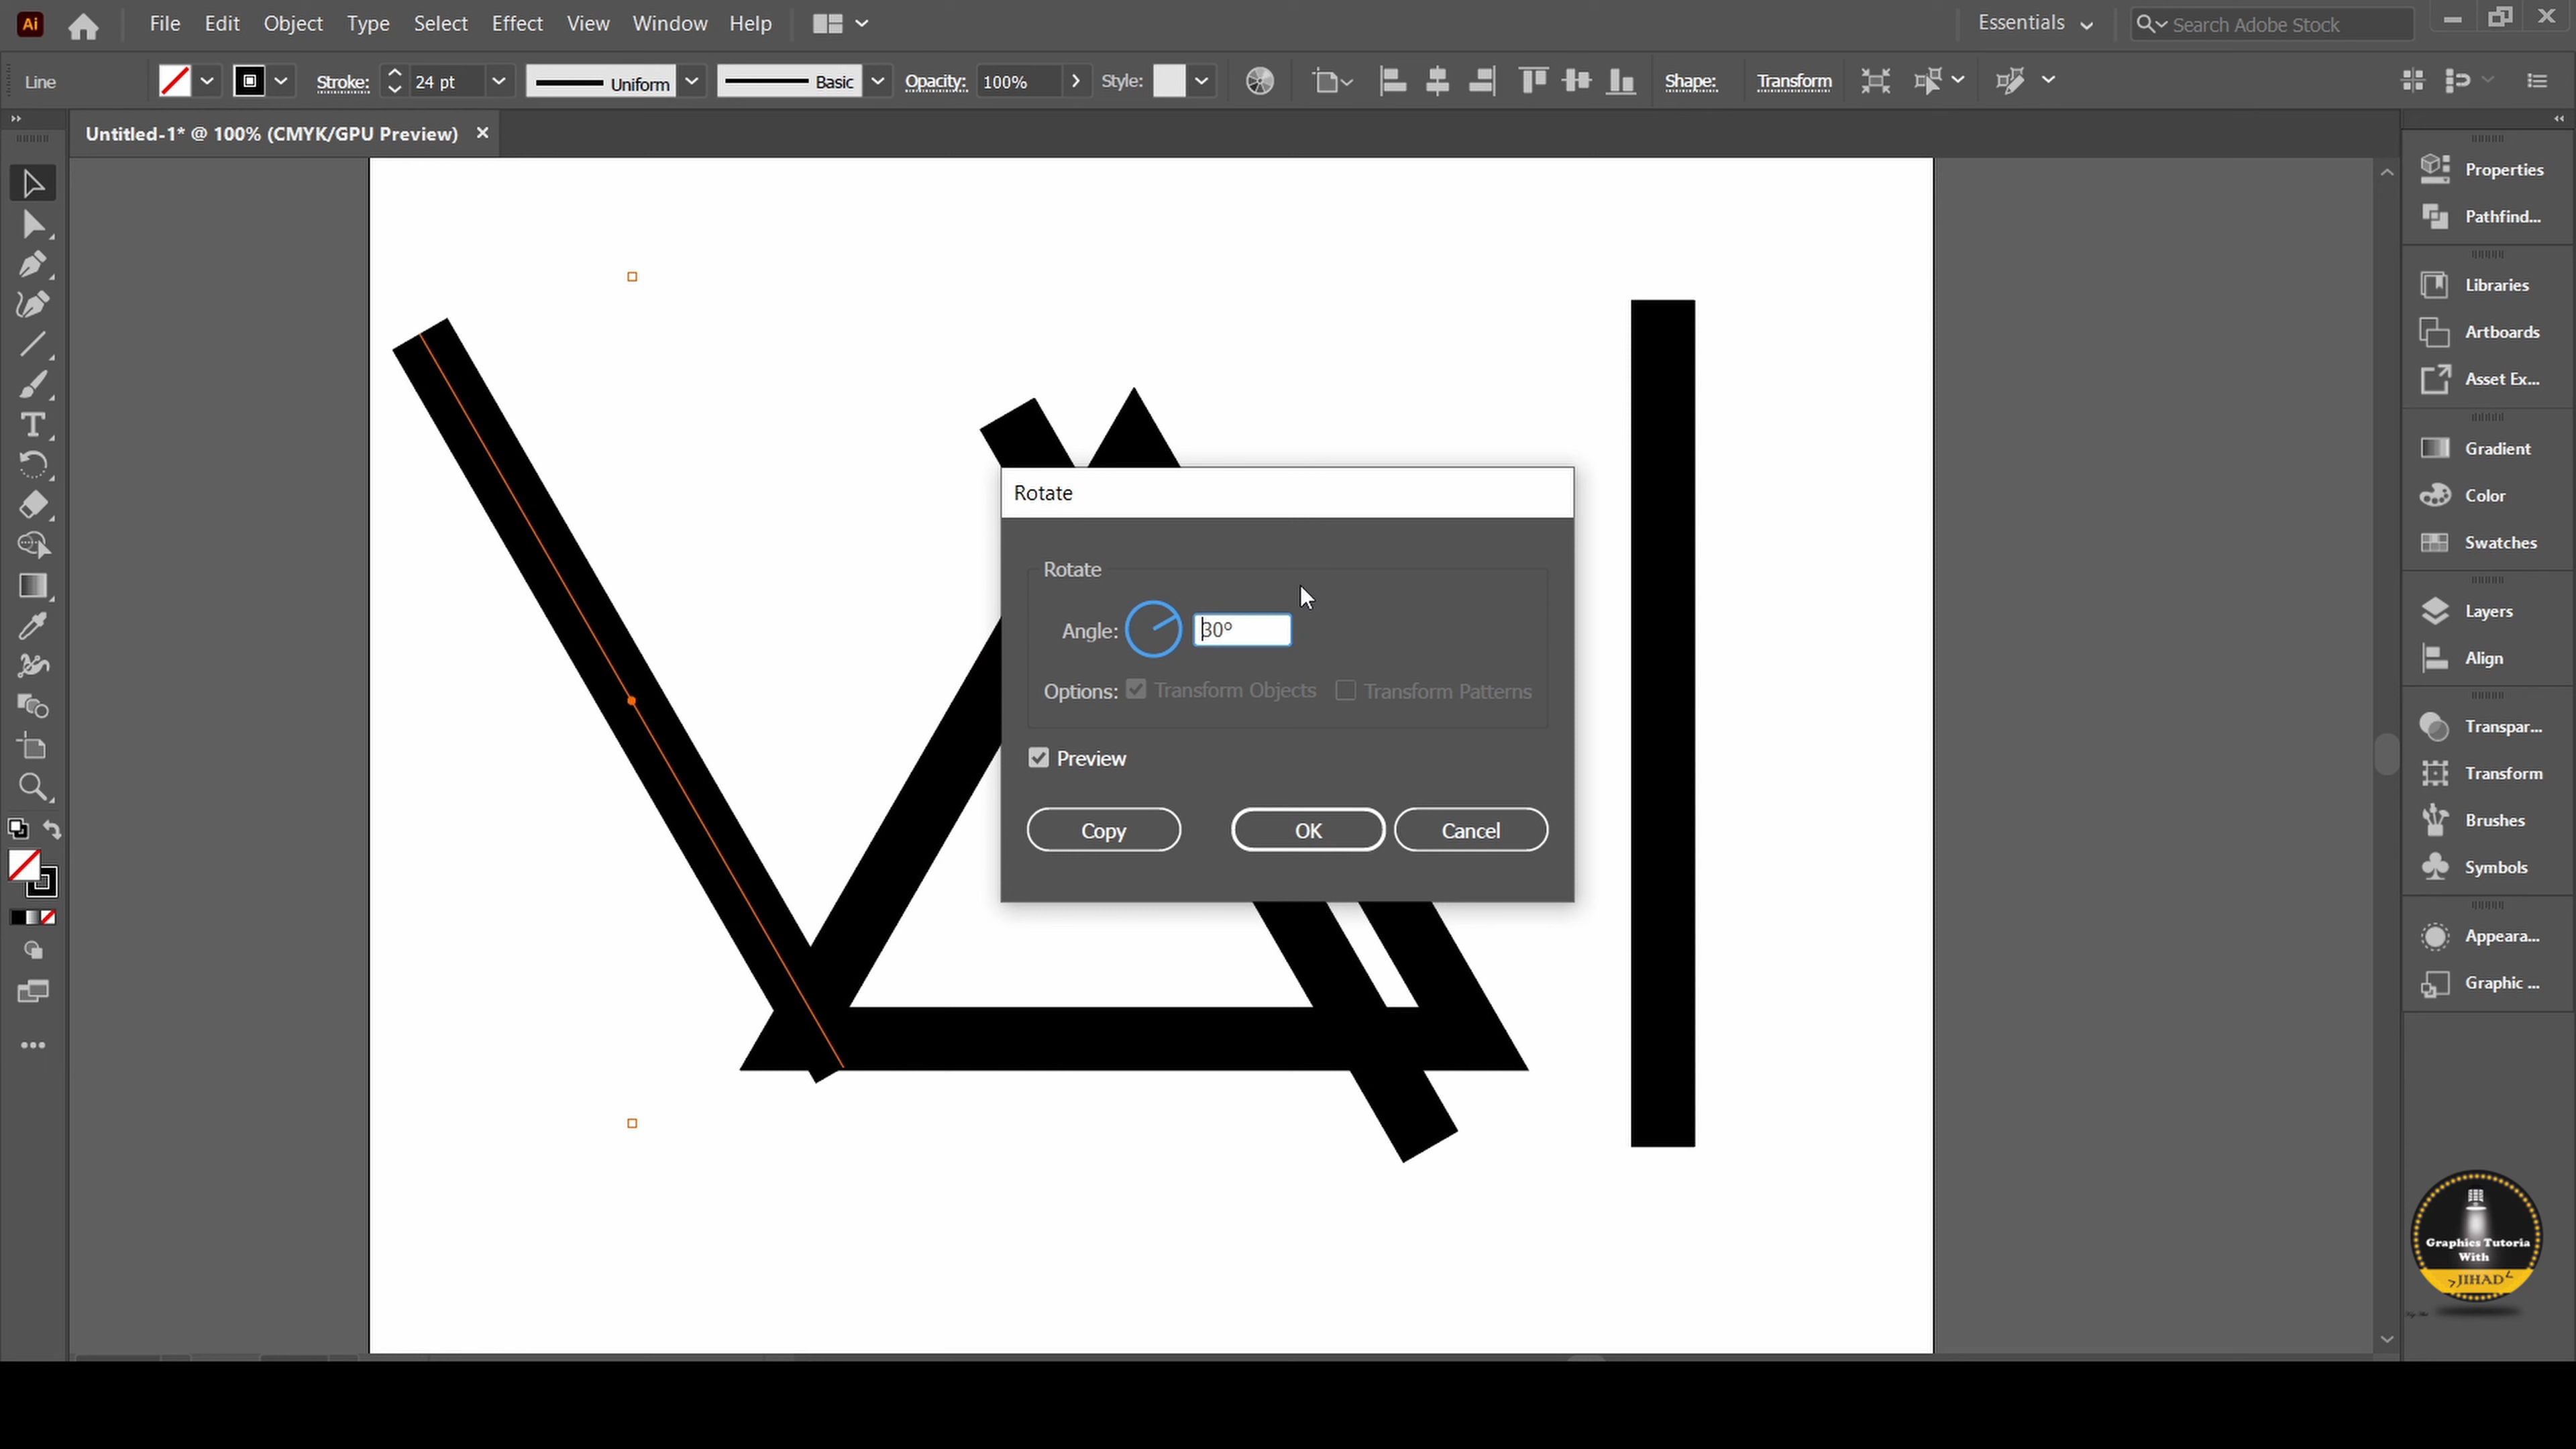 Ai File Edit Object Type Select Effect View Window Help Essentials Search Adobe Stock
Line Stroke: 24 pt Uniform Basic Opacity: 100% Style: Shape: Transform
Untitled-1* @ 100% (CMYK/GPU Preview)
Rotate
Rotate
Angle: 30°
Options: Transform Objects Transform Patterns
Preview
Copy OK Cancel
Properties
Pathfind...
Libraries
Artboards
Asset Ex...
Gradient
Color
Swatches
Layers
Align
Transpar...
Transform
Brushes
Symbols
Appeara...
Graphic ...
Graphics Tutoria
With
JIHAD